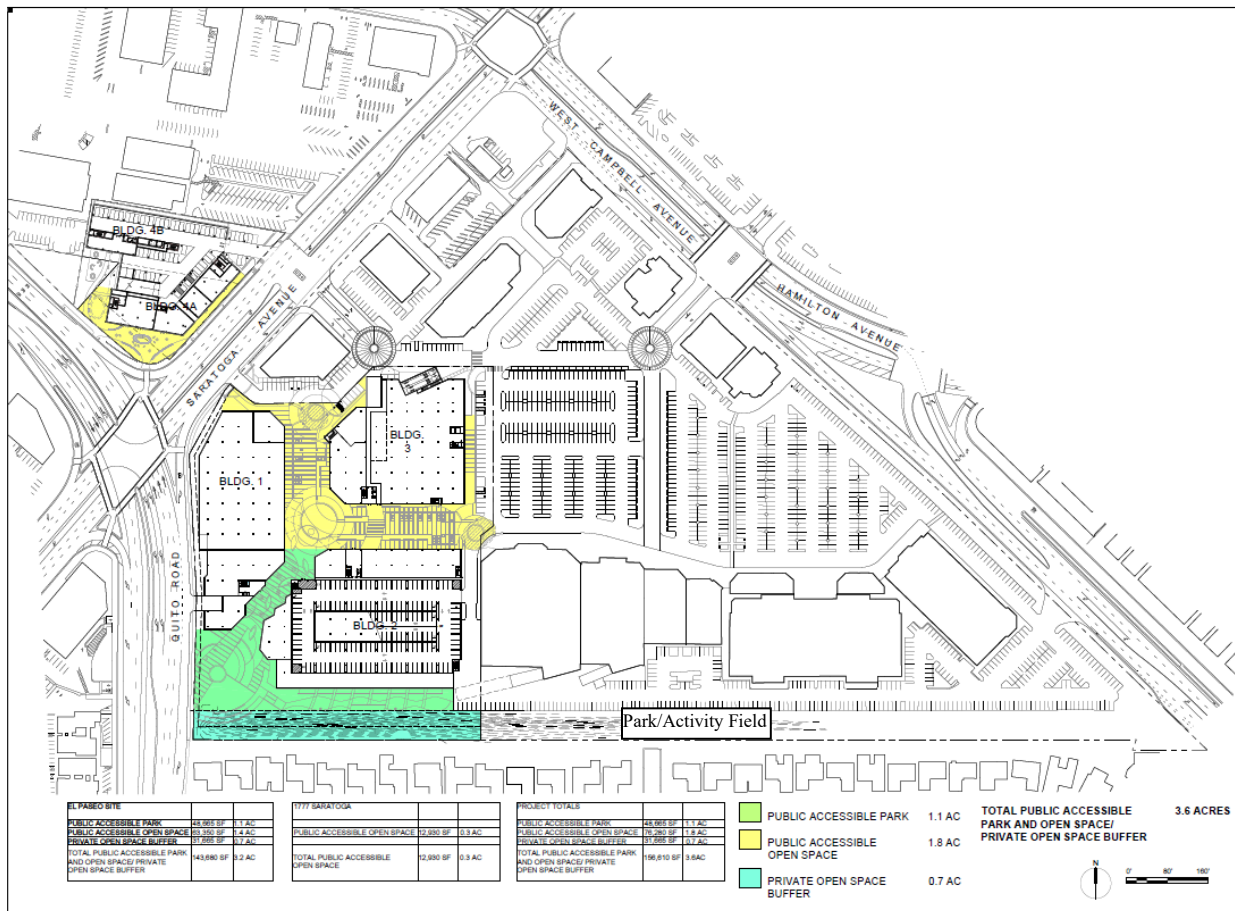 WEST CAMPBELL AVENUE
HAMILTON AVENUE
BLDG. 4B
BLDG. 4A
SARATOGA AVENUE
BLDG.
3
BLDG. 1
QUITO ROAD
BLDG. 2
Park/Activity Field
EL PASEO SITE
PUBLIC ACCESSIBLE PARK 48,665 SF 1.1 AC
PUBLIC ACCESSIBLE OPEN SPACE 63,350 SF 1.4 AC
PRIVATE OPEN SPACE BUFFER 31,665 SF 0.7 AC
TOTAL PUBLIC ACCESSIBLE PARK 143,680 SF 3.2 AC
AND OPEN SPACE/ PRIVATE
OPEN SPACE BUFFER
1777 SARATOGA
PUBLIC ACCESSIBLE OPEN SPACE 12,930 SF 0.3 AC
TOTAL PUBLIC ACCESSIBLE 12,930 SF 0.3 AC
OPEN SPACE
PROJECT TOTALS
PUBLIC ACCESSIBLE PARK 48,665 SF 1.1 AC
PUBLIC ACCESSIBLE OPEN SPACE 76,280 SF 1.8 AC
PRIVATE OPEN SPACE BUFFER 31,665 SF 0.7 AC
TOTAL PUBLIC ACCESSIBLE PARK 156,610 SF 3.6AC
AND OPEN SPACE/ PRIVATE
OPEN SPACE BUFFER
PUBLIC ACCESSIBLE PARK 1.1 AC
PUBLIC ACCESSIBLE 1.8 AC
OPEN SPACE
PRIVATE OPEN SPACE 0.7 AC
BUFFER
TOTAL PUBLIC ACCESSIBLE 3.6 ACRES
PARK AND OPEN SPACE/
PRIVATE OPEN SPACE BUFFER
N
0' 80' 160'